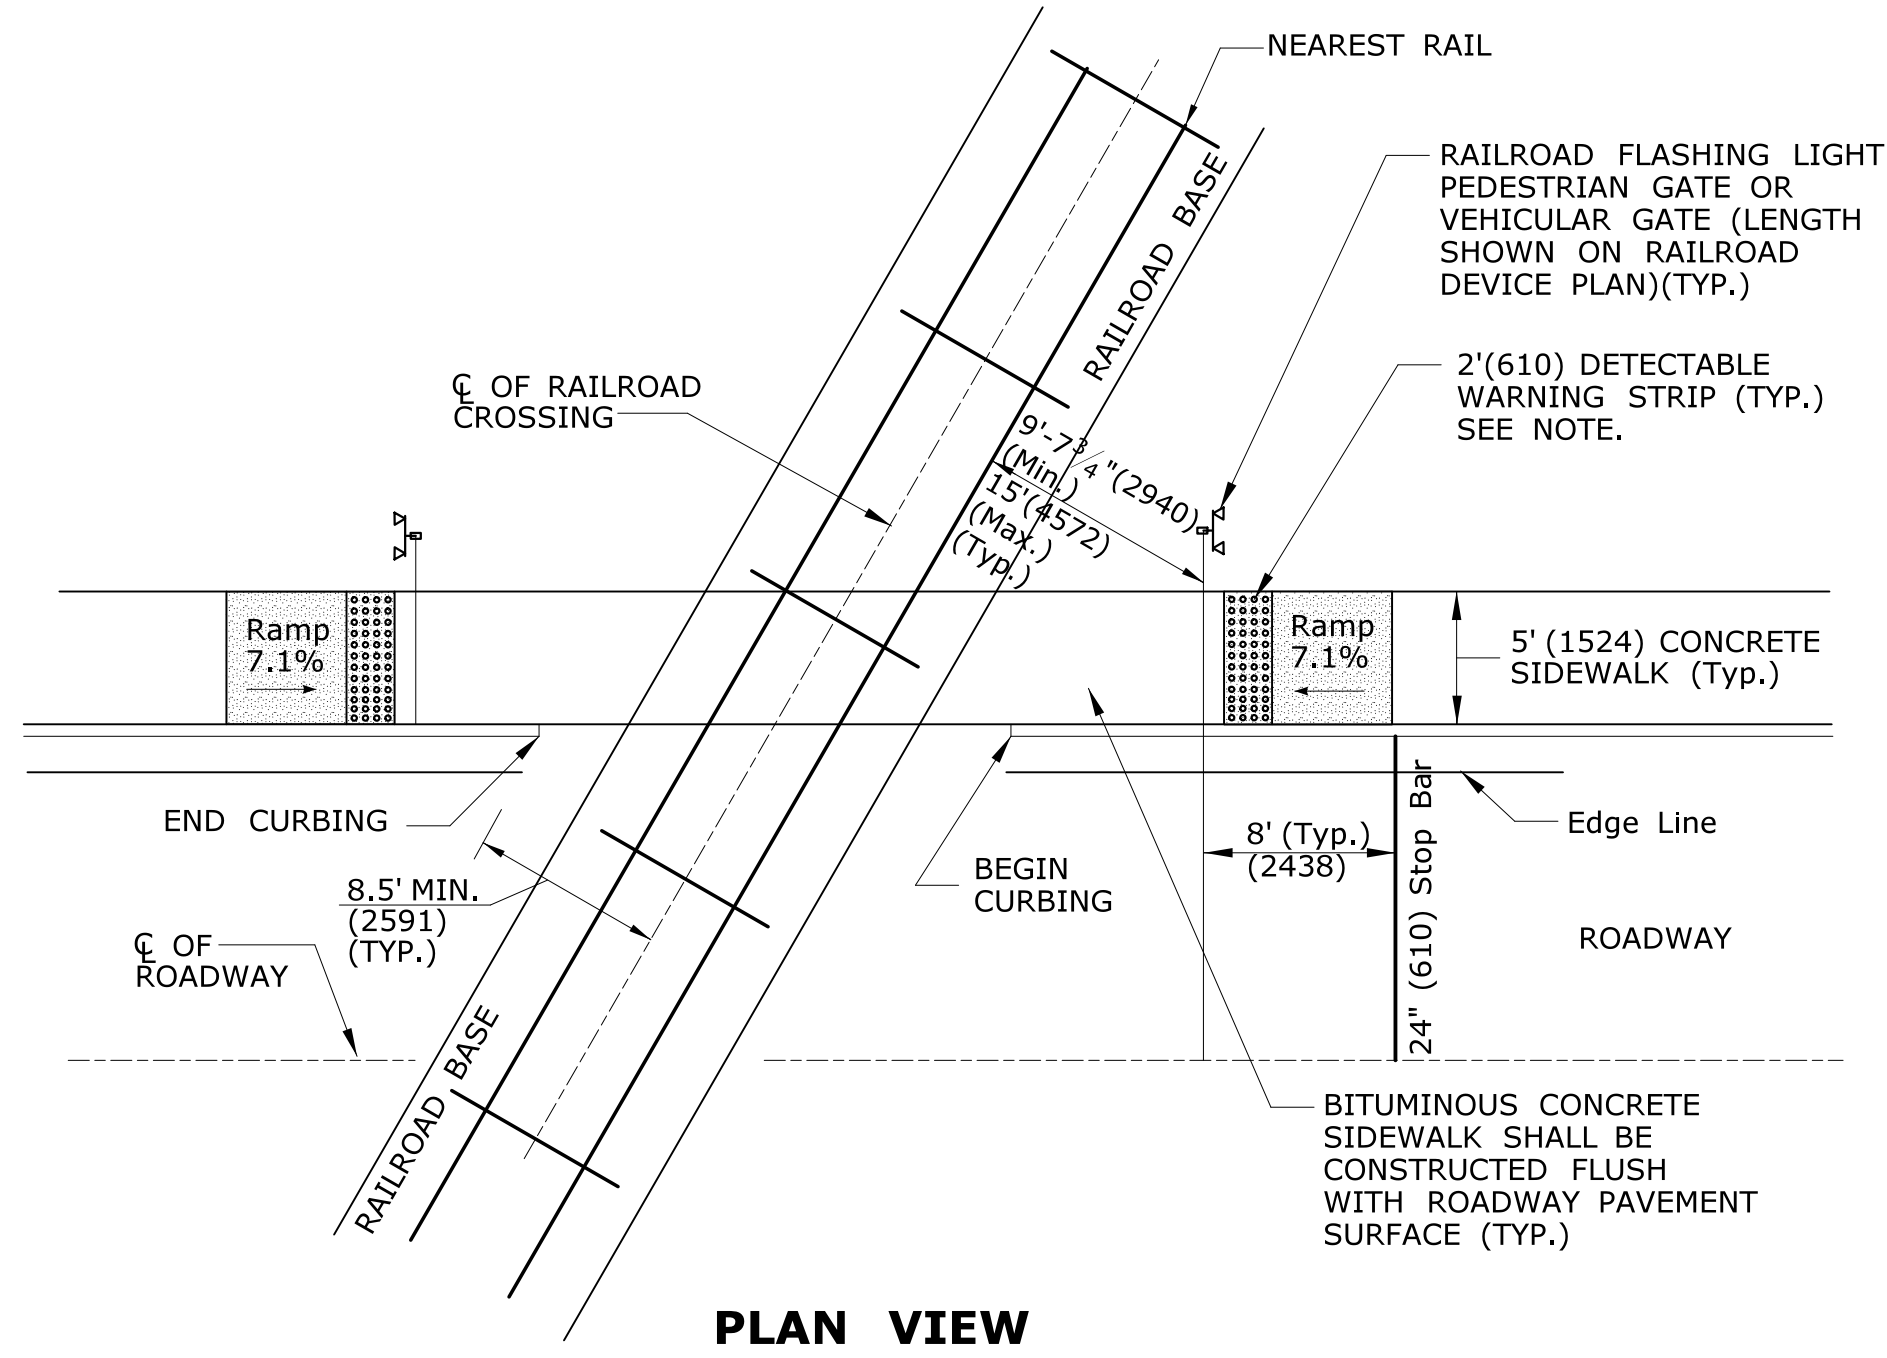 NEAREST RAIL
RAILROAD FLASHING LIGHT
PEDESTRIAN GATE OR
VEHICULAR GATE (LENGTH
SHOWN ON RAILROAD
DEVICE PLAN)(TYP.)
RAILROAD BASE
2'(610) DETECTABLE
WARNING STRIP (TYP.)
SEE NOTE.
℄ OF RAILROAD
CROSSING
9'-7¾"(2940)
(Min.)
15'(4572)
(Max.)
(Typ.)
Ramp
7.1%
Ramp
7.1%
5' (1524) CONCRETE
SIDEWALK (Typ.)
END CURBING
8.5' MIN.
(2591)
(TYP.)
BEGIN
CURBING
8' (Typ.)
(2438)
24" (610) Stop Bar
Edge Line
℄ OF
ROADWAY
ROADWAY
RAILROAD BASE
BITUMINOUS CONCRETE
SIDEWALK SHALL BE
CONSTRUCTED FLUSH
WITH ROADWAY PAVEMENT
SURFACE (TYP.)
PLAN VIEW